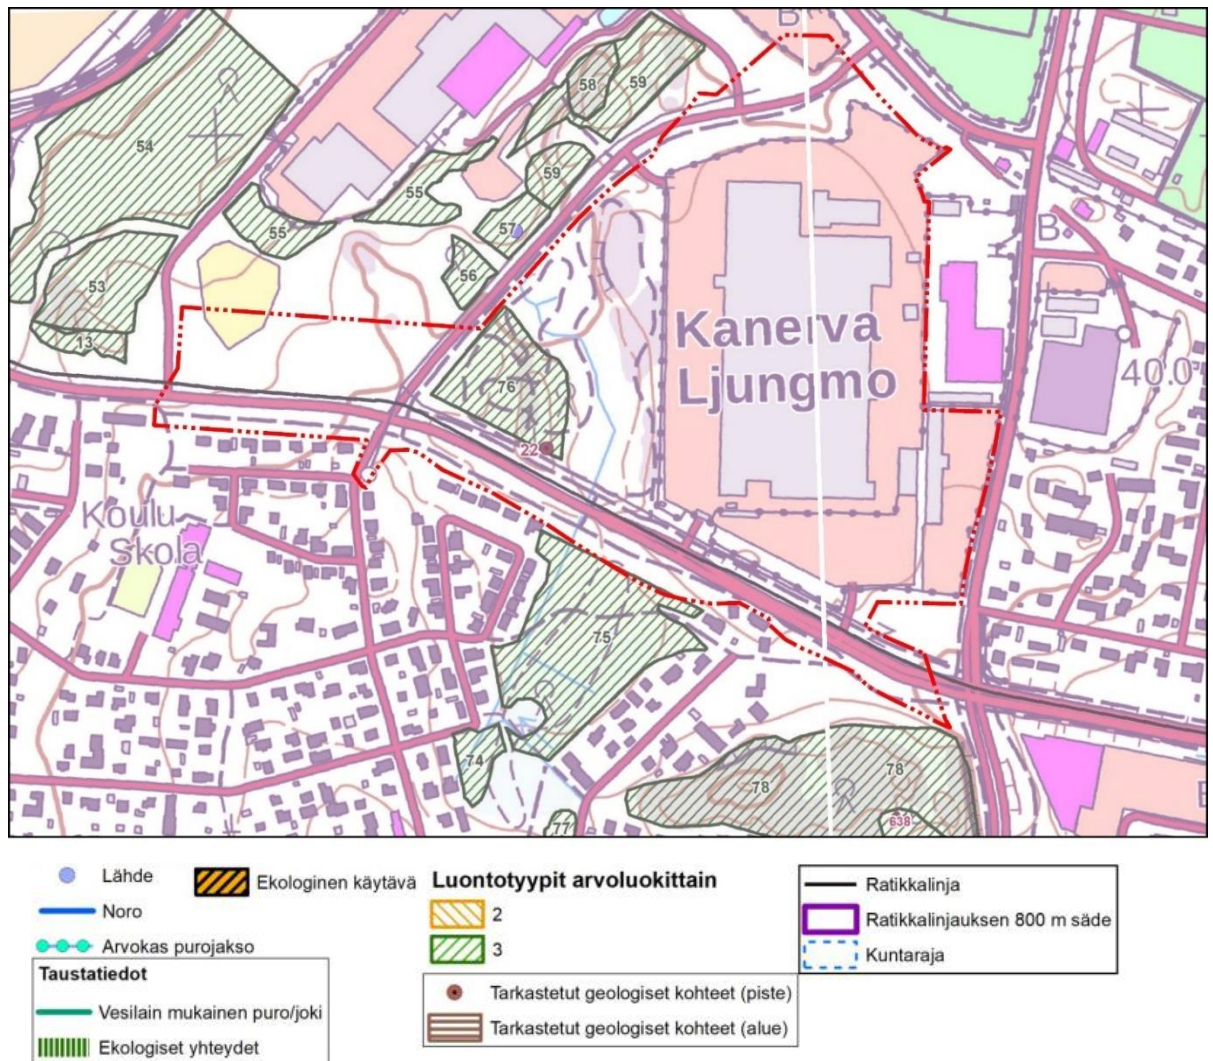 B
58
59
54
55
59
55
57
56
53
13
B
Kanerva
Ljungmo
40.0
76
22
Koulu
Skola
75
74
77
78
78
638
Lähde
Ekologinen käytävä
Noro
Arvokas purojakso
Taustatiedot
Vesilain mukainen puro/joki
Ekologiset yhteydet
Luontotyypit arvoluokittain
2
3
Tarkastetut geologiset kohteet (piste)
Tarkastetut geologiset kohteet (alue)
Ratikkalinja
Ratikkalinjauksen 800 m säde
Kuntaraja